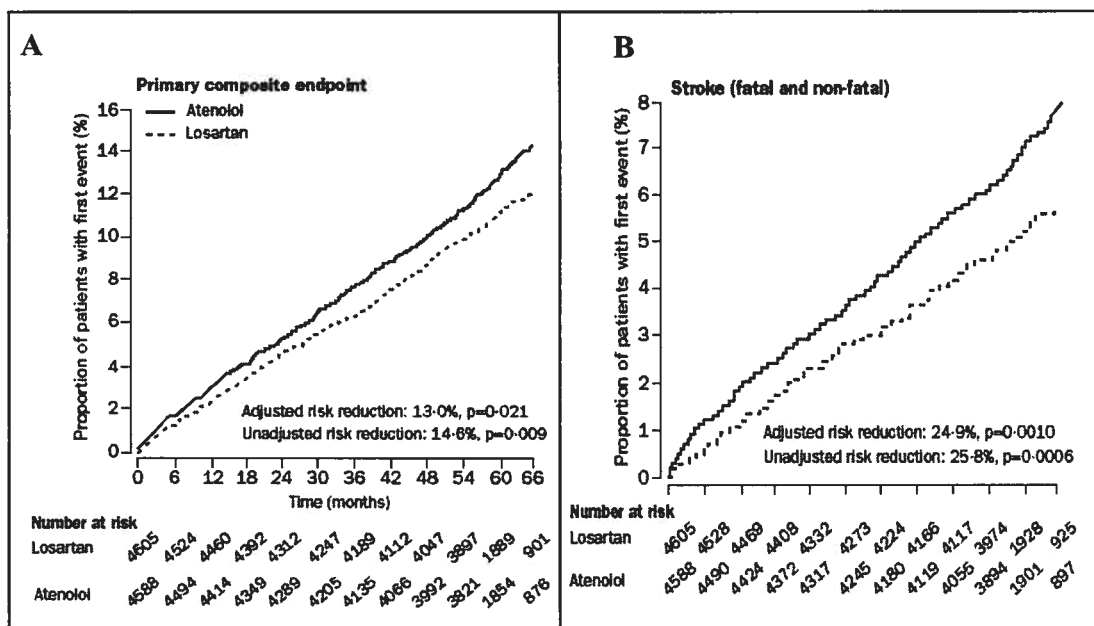 A
Primary composite endpoint
Atenolol
Losartan
Proportion of patients with first event (%)
16
14
12
10
8
6
4
2
0
0 6 12 18 24 30 36 42 48 54 60 66
Time (months)
Adjusted risk reduction: 13·0%, p=0·021
Unadjusted risk reduction: 14·6%, p=0·009
Number at risk
Losartan 4605 4524 4460 4392 4312 4247 4189 4112 4047 3897 1889 901
Atenolol 4588 4494 4414 4349 4289 4205 4135 4066 3992 3821 1854 876
B
Stroke (fatal and non-fatal)
Proportion of patients with first event (%)
8
7
6
5
4
3
2
1
0
Adjusted risk reduction: 24·9%, p=0·0010
Unadjusted risk reduction: 25·8%, p=0·0006
Number at risk
Losartan 4605 4528 4469 4408 4332 4273 4224 4166 4117 3974 1928 925
Atenolol 4588 4490 4424 4372 4317 4245 4180 4119 4055 3894 1901 897